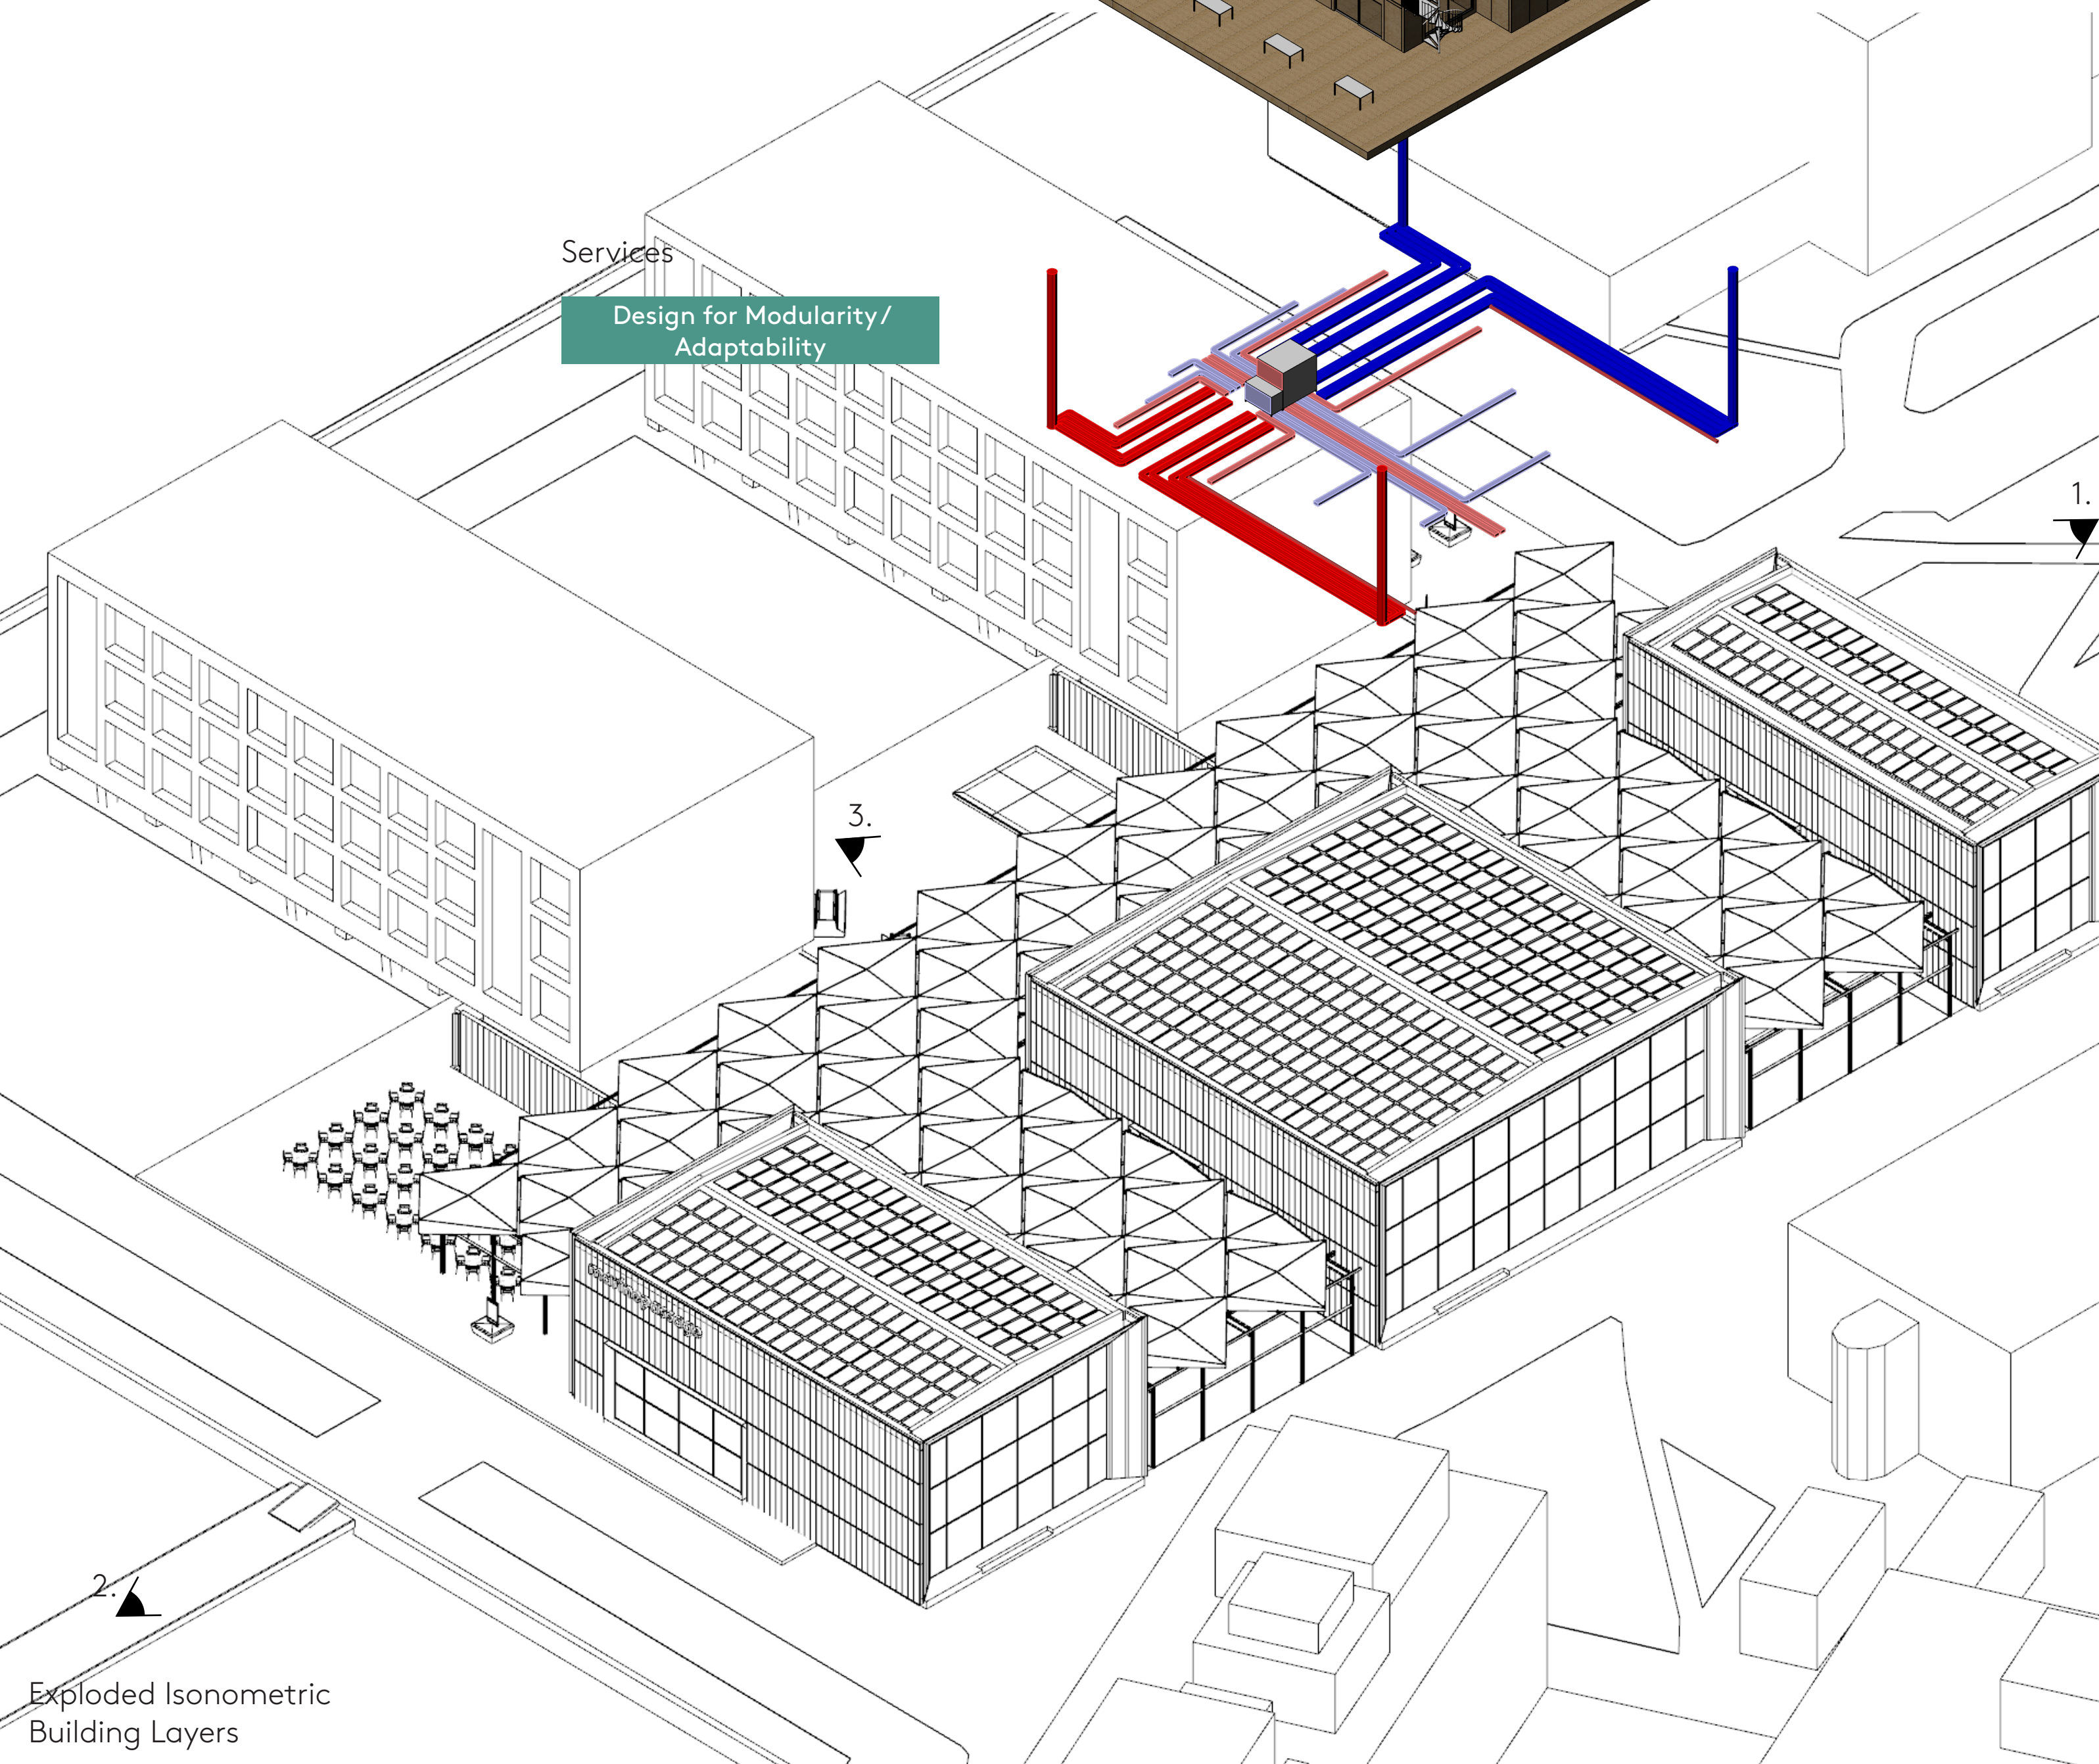 Services
Design for Modularity/
Adaptability
1.
3.
2.
Exploded Isonometric
Building Layers